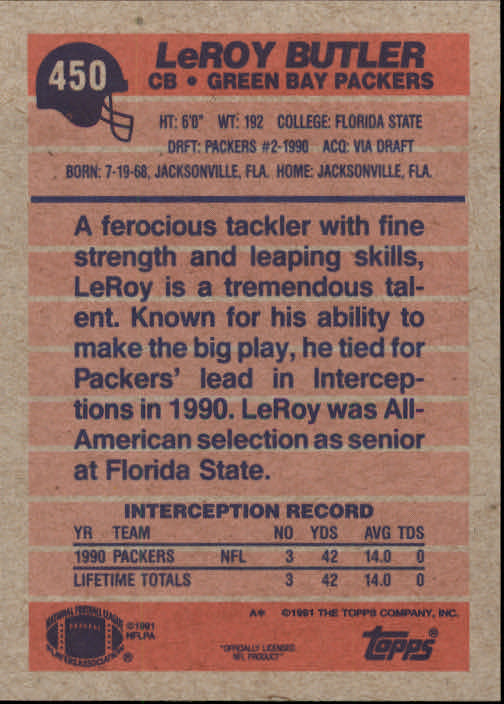 450
LeROY BUTLER
CB • GREEN BAY PACKERS
HT: 6'0" WT: 192 COLLEGE: FLORIDA STATE
DRFT: PACKERS #2-1990 ACQ: VIA DRAFT
BORN: 7-19-68, JACKSONVILLE, FLA. HOME: JACKSONVILLE, FLA.
A ferocious tackler with fine
strength and leaping skills,
LeRoy is a tremendous tal-
ent. Known for his ability to
make the big play, he tied for
Packers' lead in Intercep-
tions in 1990. LeRoy was All-
American selection as senior
at Florida State.
INTERCEPTION RECORD
YR TEAM NO YDS AVG TDS
1990 PACKERS NFL 3 42 14.0 0
LIFETIME TOTALS 3 42 14.0 0
A* ©1991 THE TOPPS COMPANY, INC.
NATIONAL FOOTBALL LEAGUE
PLAYERS ASSOCIATION ®
©1991
NFLPA
"OFFICIALLY LICENSED
NFL PRODUCT"
topps®